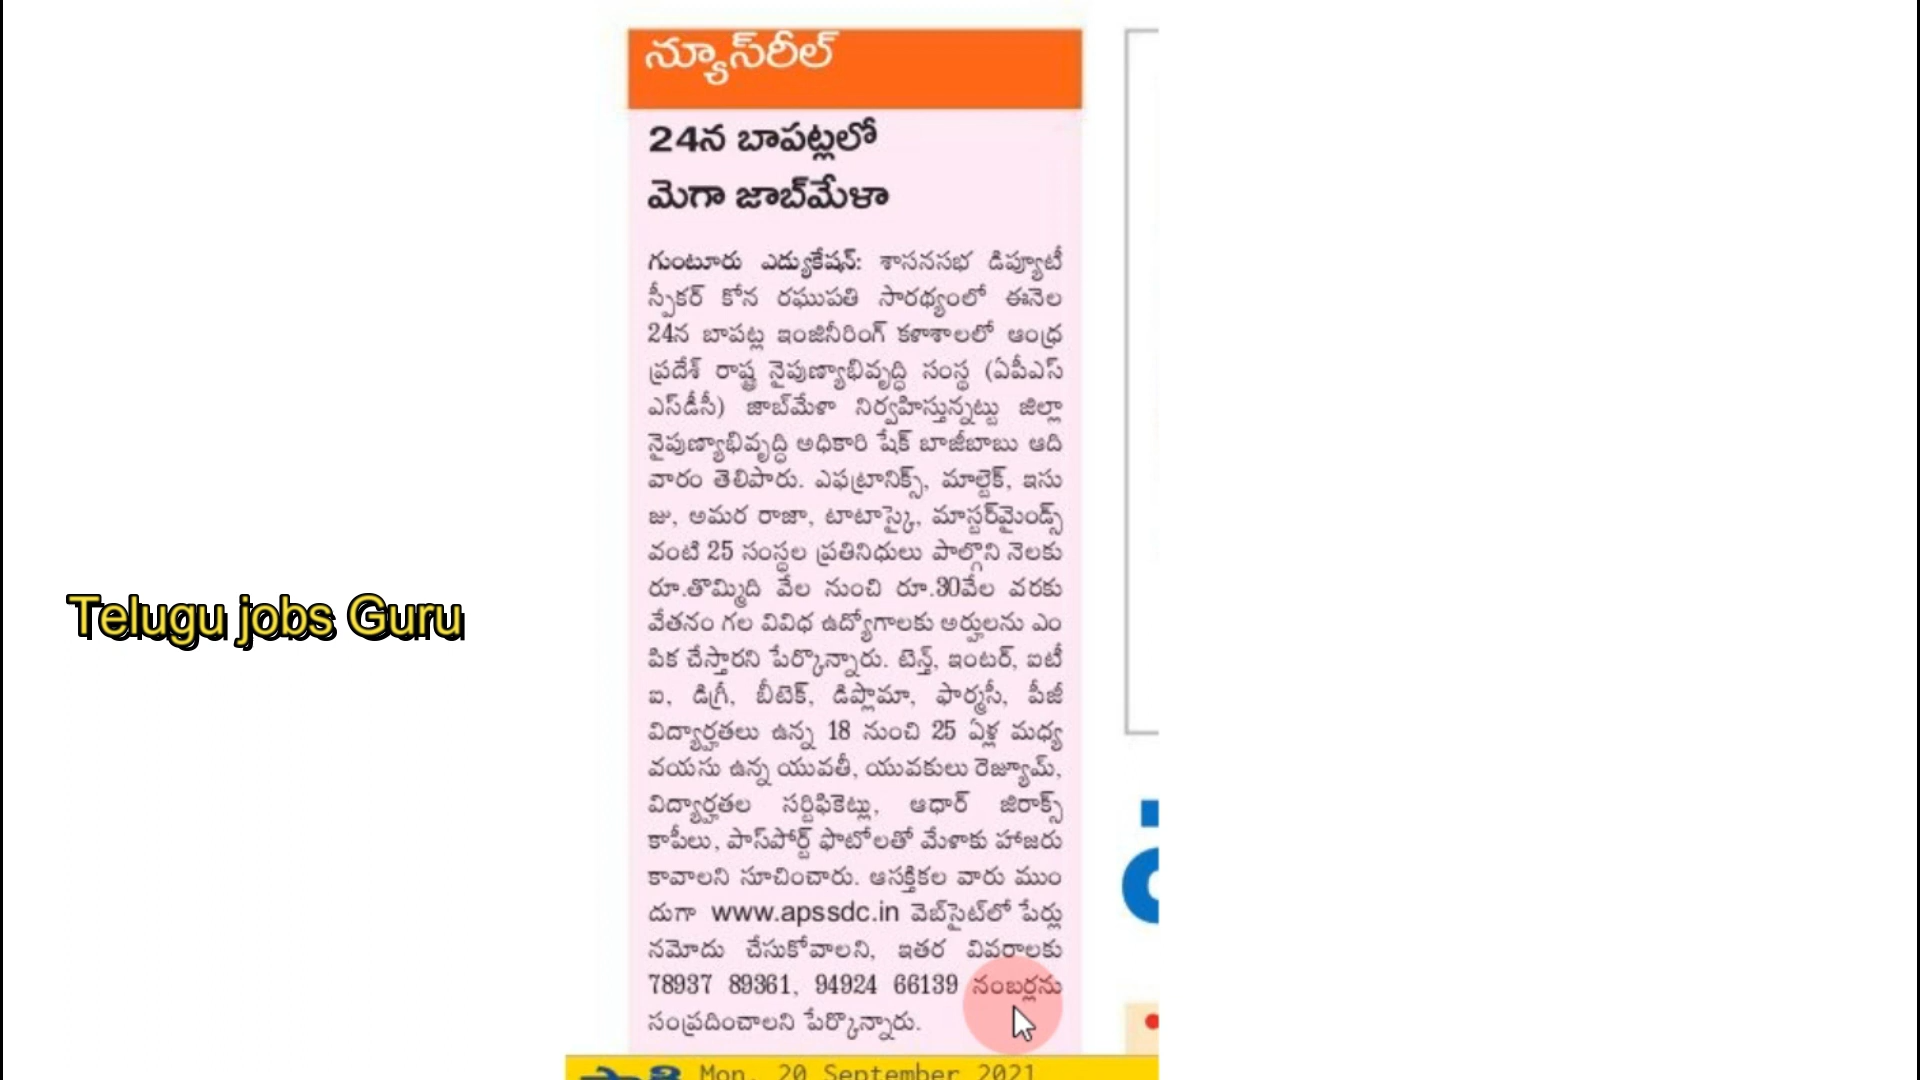 న్యూస్‌రీల్
24న బాపట్లలో
మెగా జాబ్‌మేళా
గుంటూరు ఎడ్యుకేషన్: శాసనసభ డిప్యూటీ
స్పీకర్ కోన రఘుపతి సారథ్యంలో ఈనెల
24న బాపట్ల ఇంజినీరింగ్ కళాశాలలో ఆంధ్ర
ప్రదేశ్ రాష్ట్ర నైపుణ్యాభివృద్ధి సంస్థ (ఏపీఎస్
ఎస్‌డీసీ) జాబ్‌మేళా నిర్వహిస్తున్నట్టు జిల్లా
నైపుణ్యాభివృద్ధి అధికారి షేక్ బాజీబాబు ఆది
వారం తెలిపారు. ఎఫట్రానిక్స్, మాల్టెక్, ఇసు
జు, అమర రాజా, టాటాస్కై, మాస్టర్‌మైండ్స్
వంటి 25 సంస్థల ప్రతినిధులు పాల్గొని నెలకు
రూ.తొమ్మిది వేల నుంచి రూ.30వేల వరకు
వేతనం గల వివిధ ఉద్యోగాలకు అర్హులను ఎం
పిక చేస్తారని పేర్కొన్నారు. టెన్త్, ఇంటర్, ఐటీ
ఐ, డిగ్రీ, బీటెక్, డిప్లొమా, ఫార్మసీ, పీజీ
విద్యార్హతలు ఉన్న 18 నుంచి 25 ఏళ్ల మధ్య
వయసు ఉన్న యువతీ, యువకులు రెజ్యూమ్,
విద్యార్హతల సర్టిఫికెట్లు, ఆధార్ జిరాక్స్
కాపీలు, పాస్‌పోర్ట్ ఫొటోలతో మేళాకు హాజరు
కావాలని సూచించారు. ఆసక్తికల వారు ముం
దుగా www.apssdc.in వెబ్‌సైట్‌లో పేర్లు
నమోదు చేసుకోవాలని, ఇతర వివరాలకు
78937 89361, 94924 66139 నంబర్లను
సంప్రదించాలని పేర్కొన్నారు.
Telugu jobs Guru
Mon, 20 September 2021